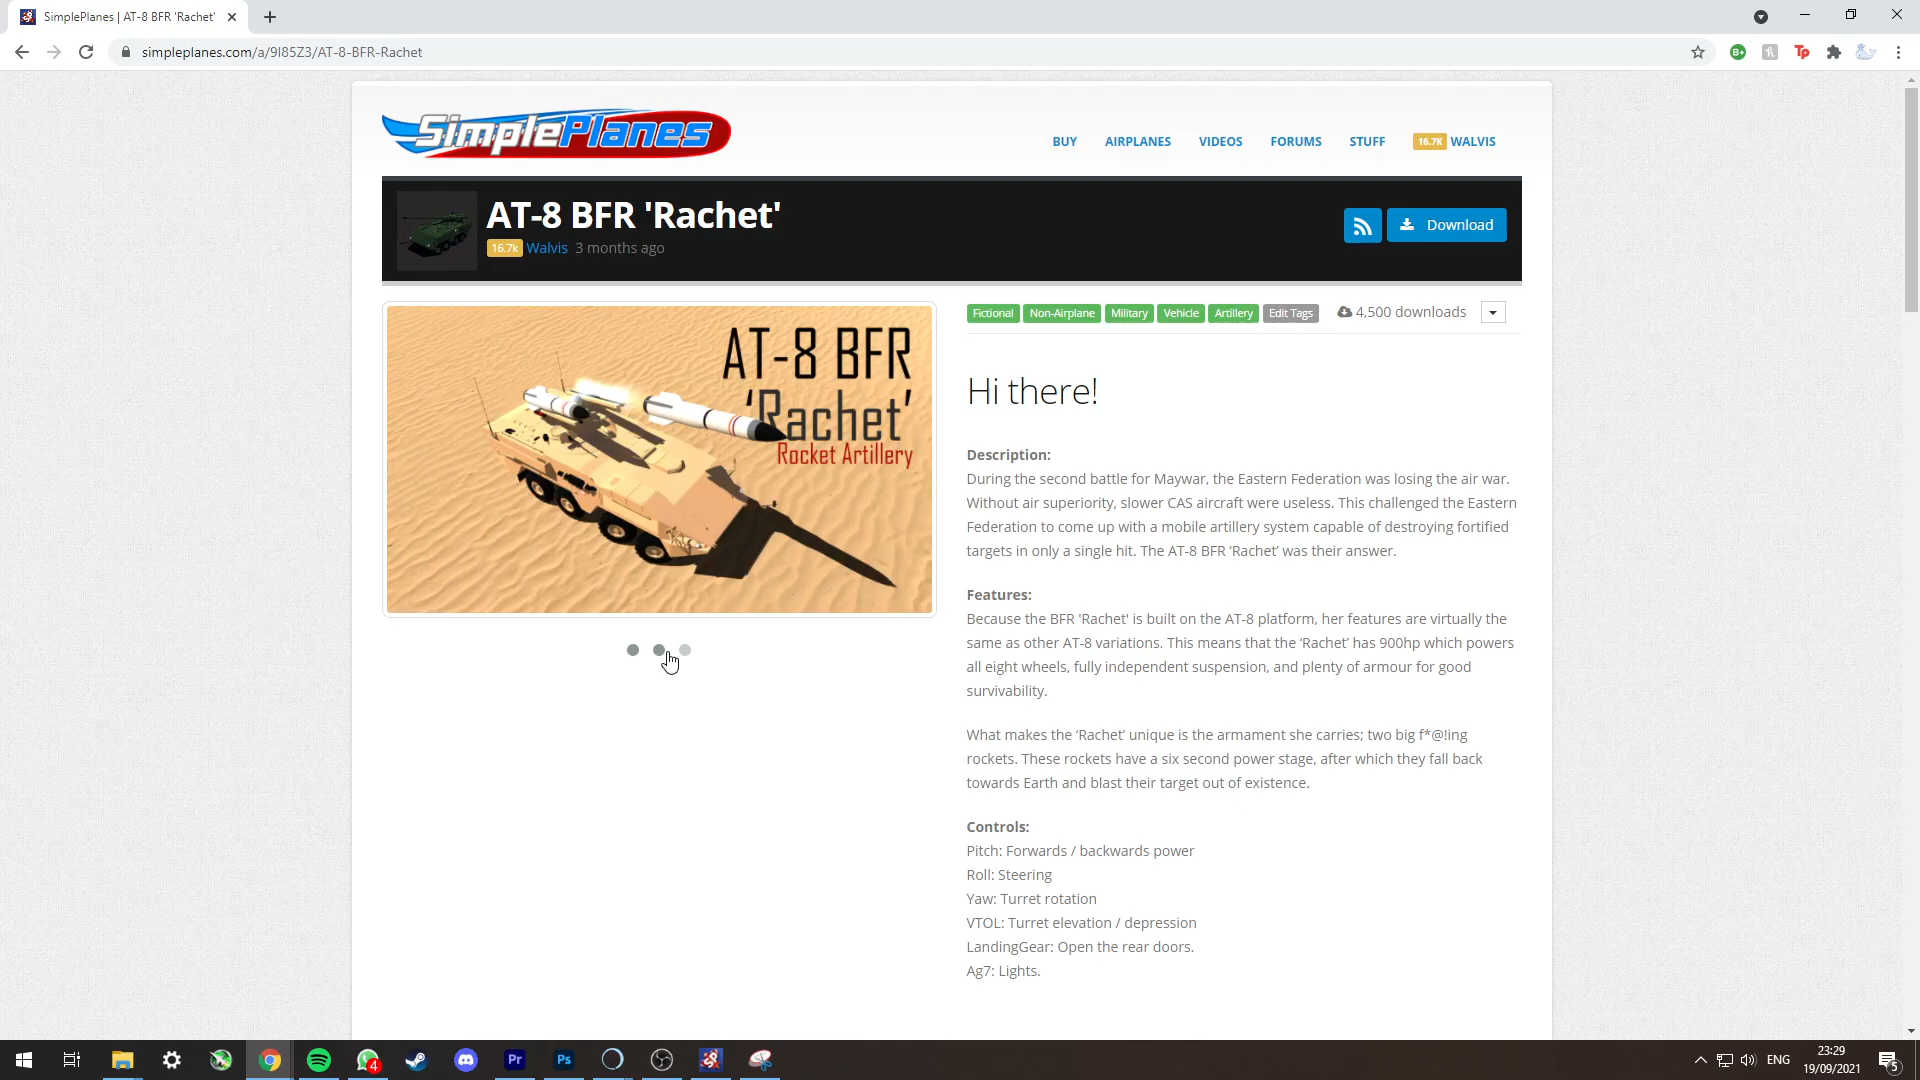 SimplePlanes | AT-8 BFR 'Rachet'
simpleplanes.com/a/9I85Z3/AT-8-BFR-Rachet
SimplePlanes
BUY AIRPLANES VIDEOS FORUMS STUFF 16.7K WALVIS
AT-8 BFR 'Rachet'
16.7k Walvis 3 months ago
Download
AT-8 BFR
‘Rachet’
Rocket Artillery
Fictional Non-Airplane Military Vehicle Artillery Edit Tags 4,500 downloads
Hi there!
Description:
During the second battle for Maywar, the Eastern Federation was losing the air war.
Without air superiority, slower CAS aircraft were useless. This challenged the Eastern
Federation to come up with a mobile artillery system capable of destroying fortified
targets in only a single hit. The AT-8 BFR ‘Rachet’ was their answer.
Features:
Because the BFR 'Rachet' is built on the AT-8 platform, her features are virtually the
same as other AT-8 variations. This means that the ‘Rachet’ has 900hp which powers
all eight wheels, fully independent suspension, and plenty of armour for good
survivability.
What makes the ‘Rachet’ unique is the armament she carries; two big f*@!ing
rockets. These rockets have a six second power stage, after which they fall back
towards Earth and blast their target out of existence.
Controls:
Pitch: Forwards / backwards power
Roll: Steering
Yaw: Turret rotation
VTOL: Turret elevation / depression
LandingGear: Open the rear doors.
Ag7: Lights.
B+
Tp
4
Pr
Ps
ENG
23:29
19/09/2021
5